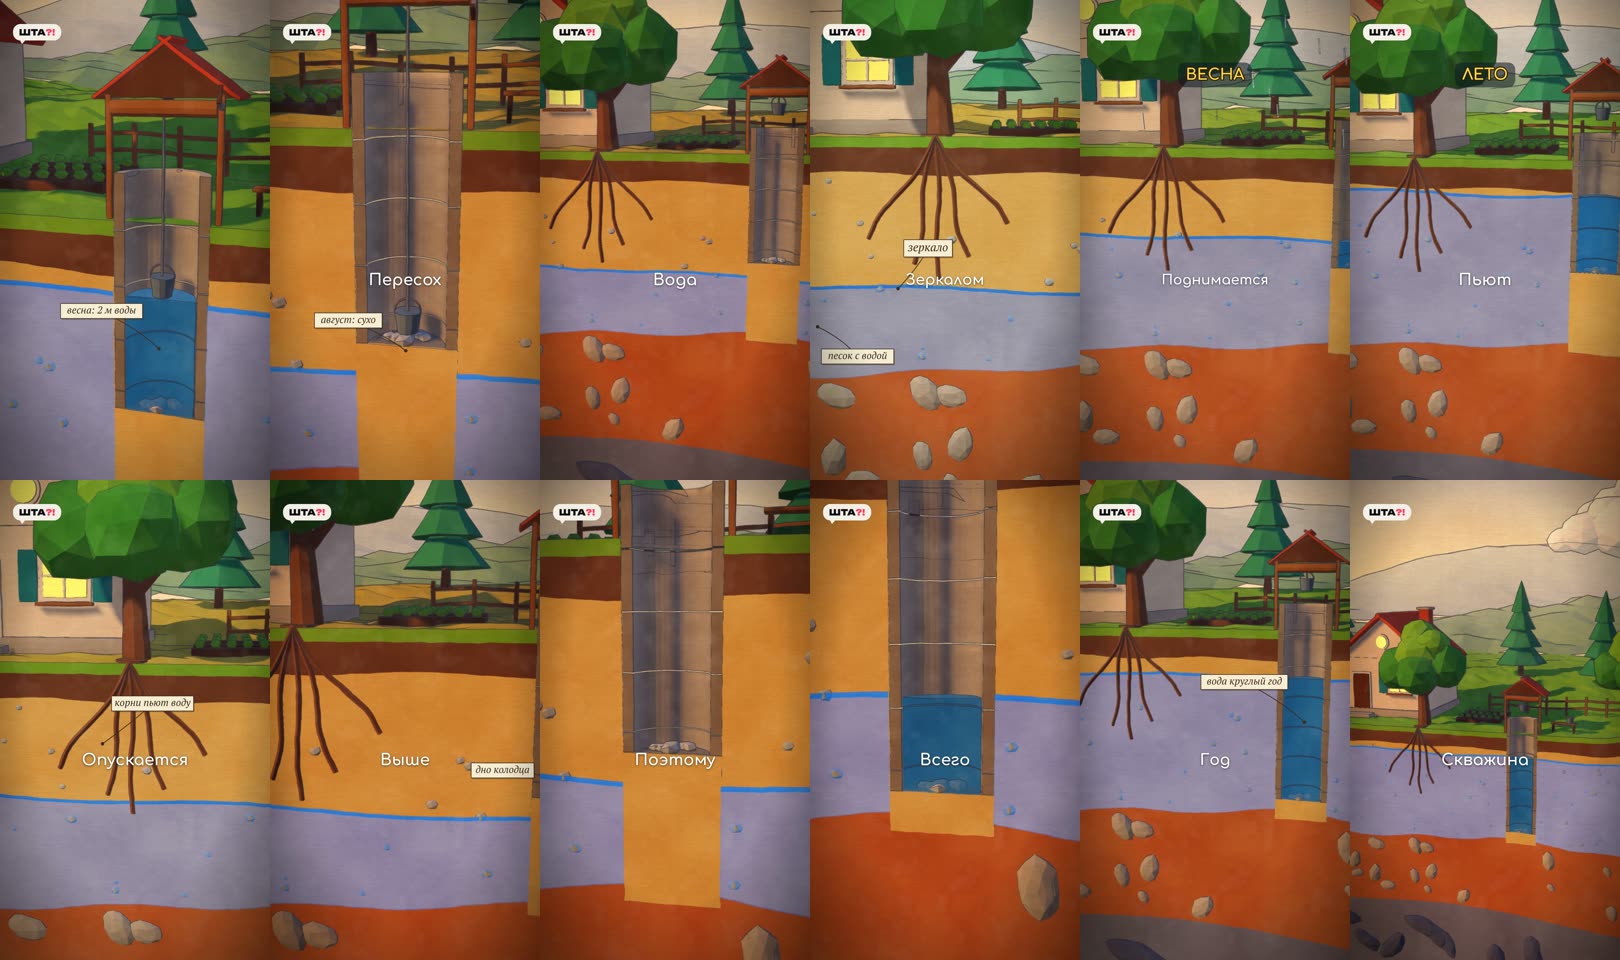 ШТА?!
весна: 2 м воды
ШТА?!
Пересох
август: сухо
ШТА?!
Вода
ШТА?!
зеркало
Зеркалом
песок с водой
ШТА?!
ВЕСНА
Поднимается
ШТА?!
ЛЕТО
Пьют
ШТА?!
корни пьют воду
Опускается
ШТА?!
Выше
дно колодца
ШТА?!
Поэтому
ШТА?!
Всего
ШТА?!
вода круглый год
Год
ШТА?!
Скважина